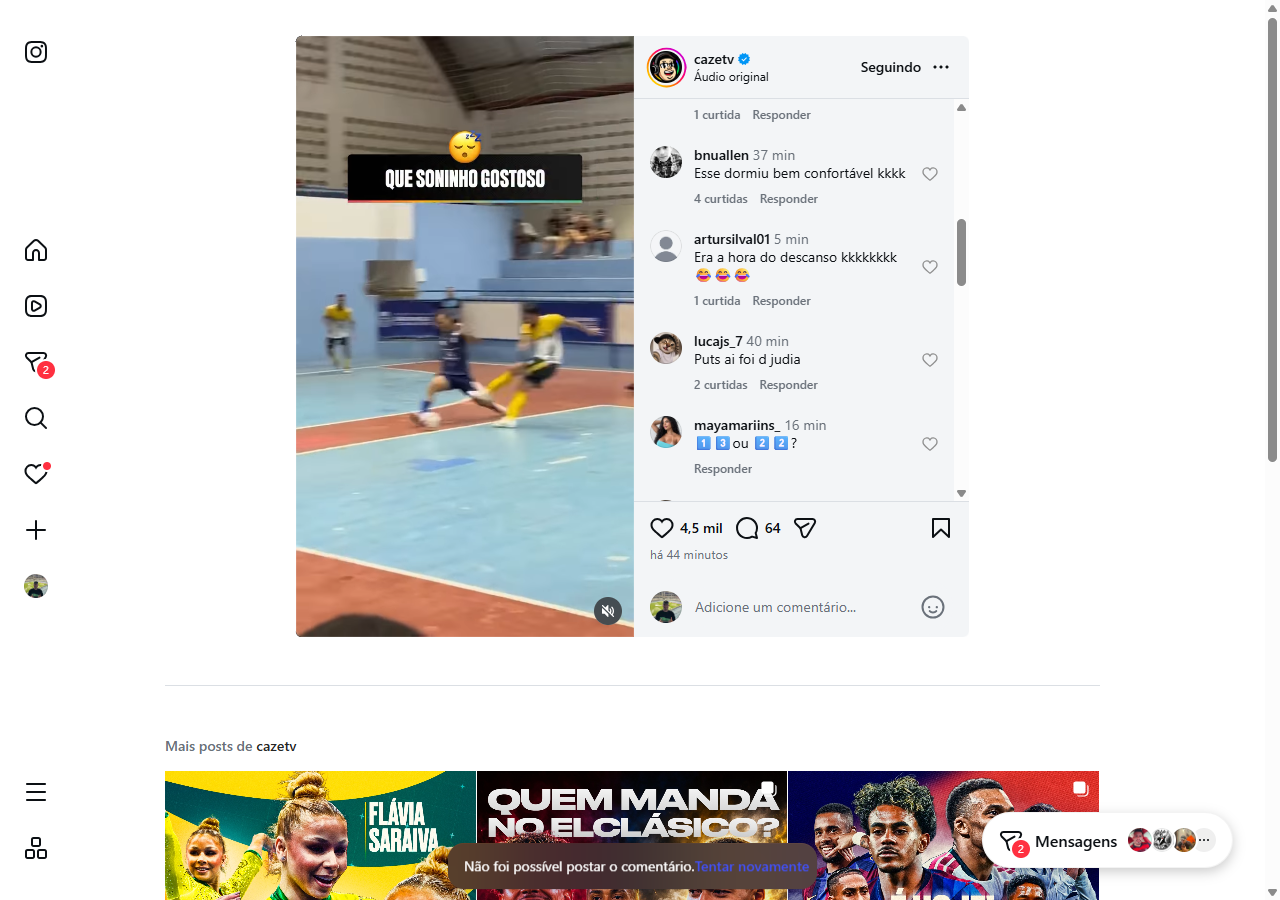 QUE SONINHO GOSTOSO
cazetv
Áudio original
Seguindo
1 curtida Responder
bnuallen 37 min
Esse dormiu bem confortável kkkk
4 curtidas Responder
artursilval01 5 min
Era a hora do descanso kkkkkkkk
😂😂😂
1 curtida Responder
lucajs_7 40 min
Puts ai foi d judia
2 curtidas Responder
mayamariins_ 16 min
1️⃣3️⃣ou 2️⃣2️⃣?
Responder
4,5 mil 64
há 44 minutos
Adicione um comentário...
2
Mais posts de cazetv
FLÁVIA
SARAIVA
QUEM MANDA
NO ELCLÁSICO?
Não foi possível postar o comentário.Tentar novamente
2
Mensagens